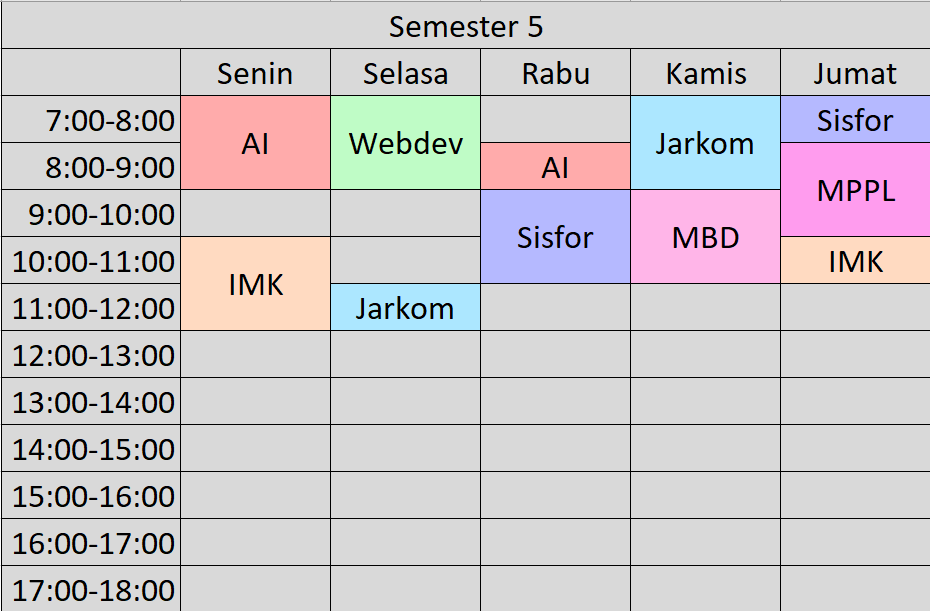 Semester 5
Senin Selasa Rabu Kamis Jumat
7:00-8:00 AI Webdev Jarkom Sisfor
8:00-9:00 AI MPPL
9:00-10:00 Sisfor MBD
10:00-11:00 IMK IMK
11:00-12:00 Jarkom
12:00-13:00
13:00-14:00
14:00-15:00
15:00-16:00
16:00-17:00
17:00-18:00